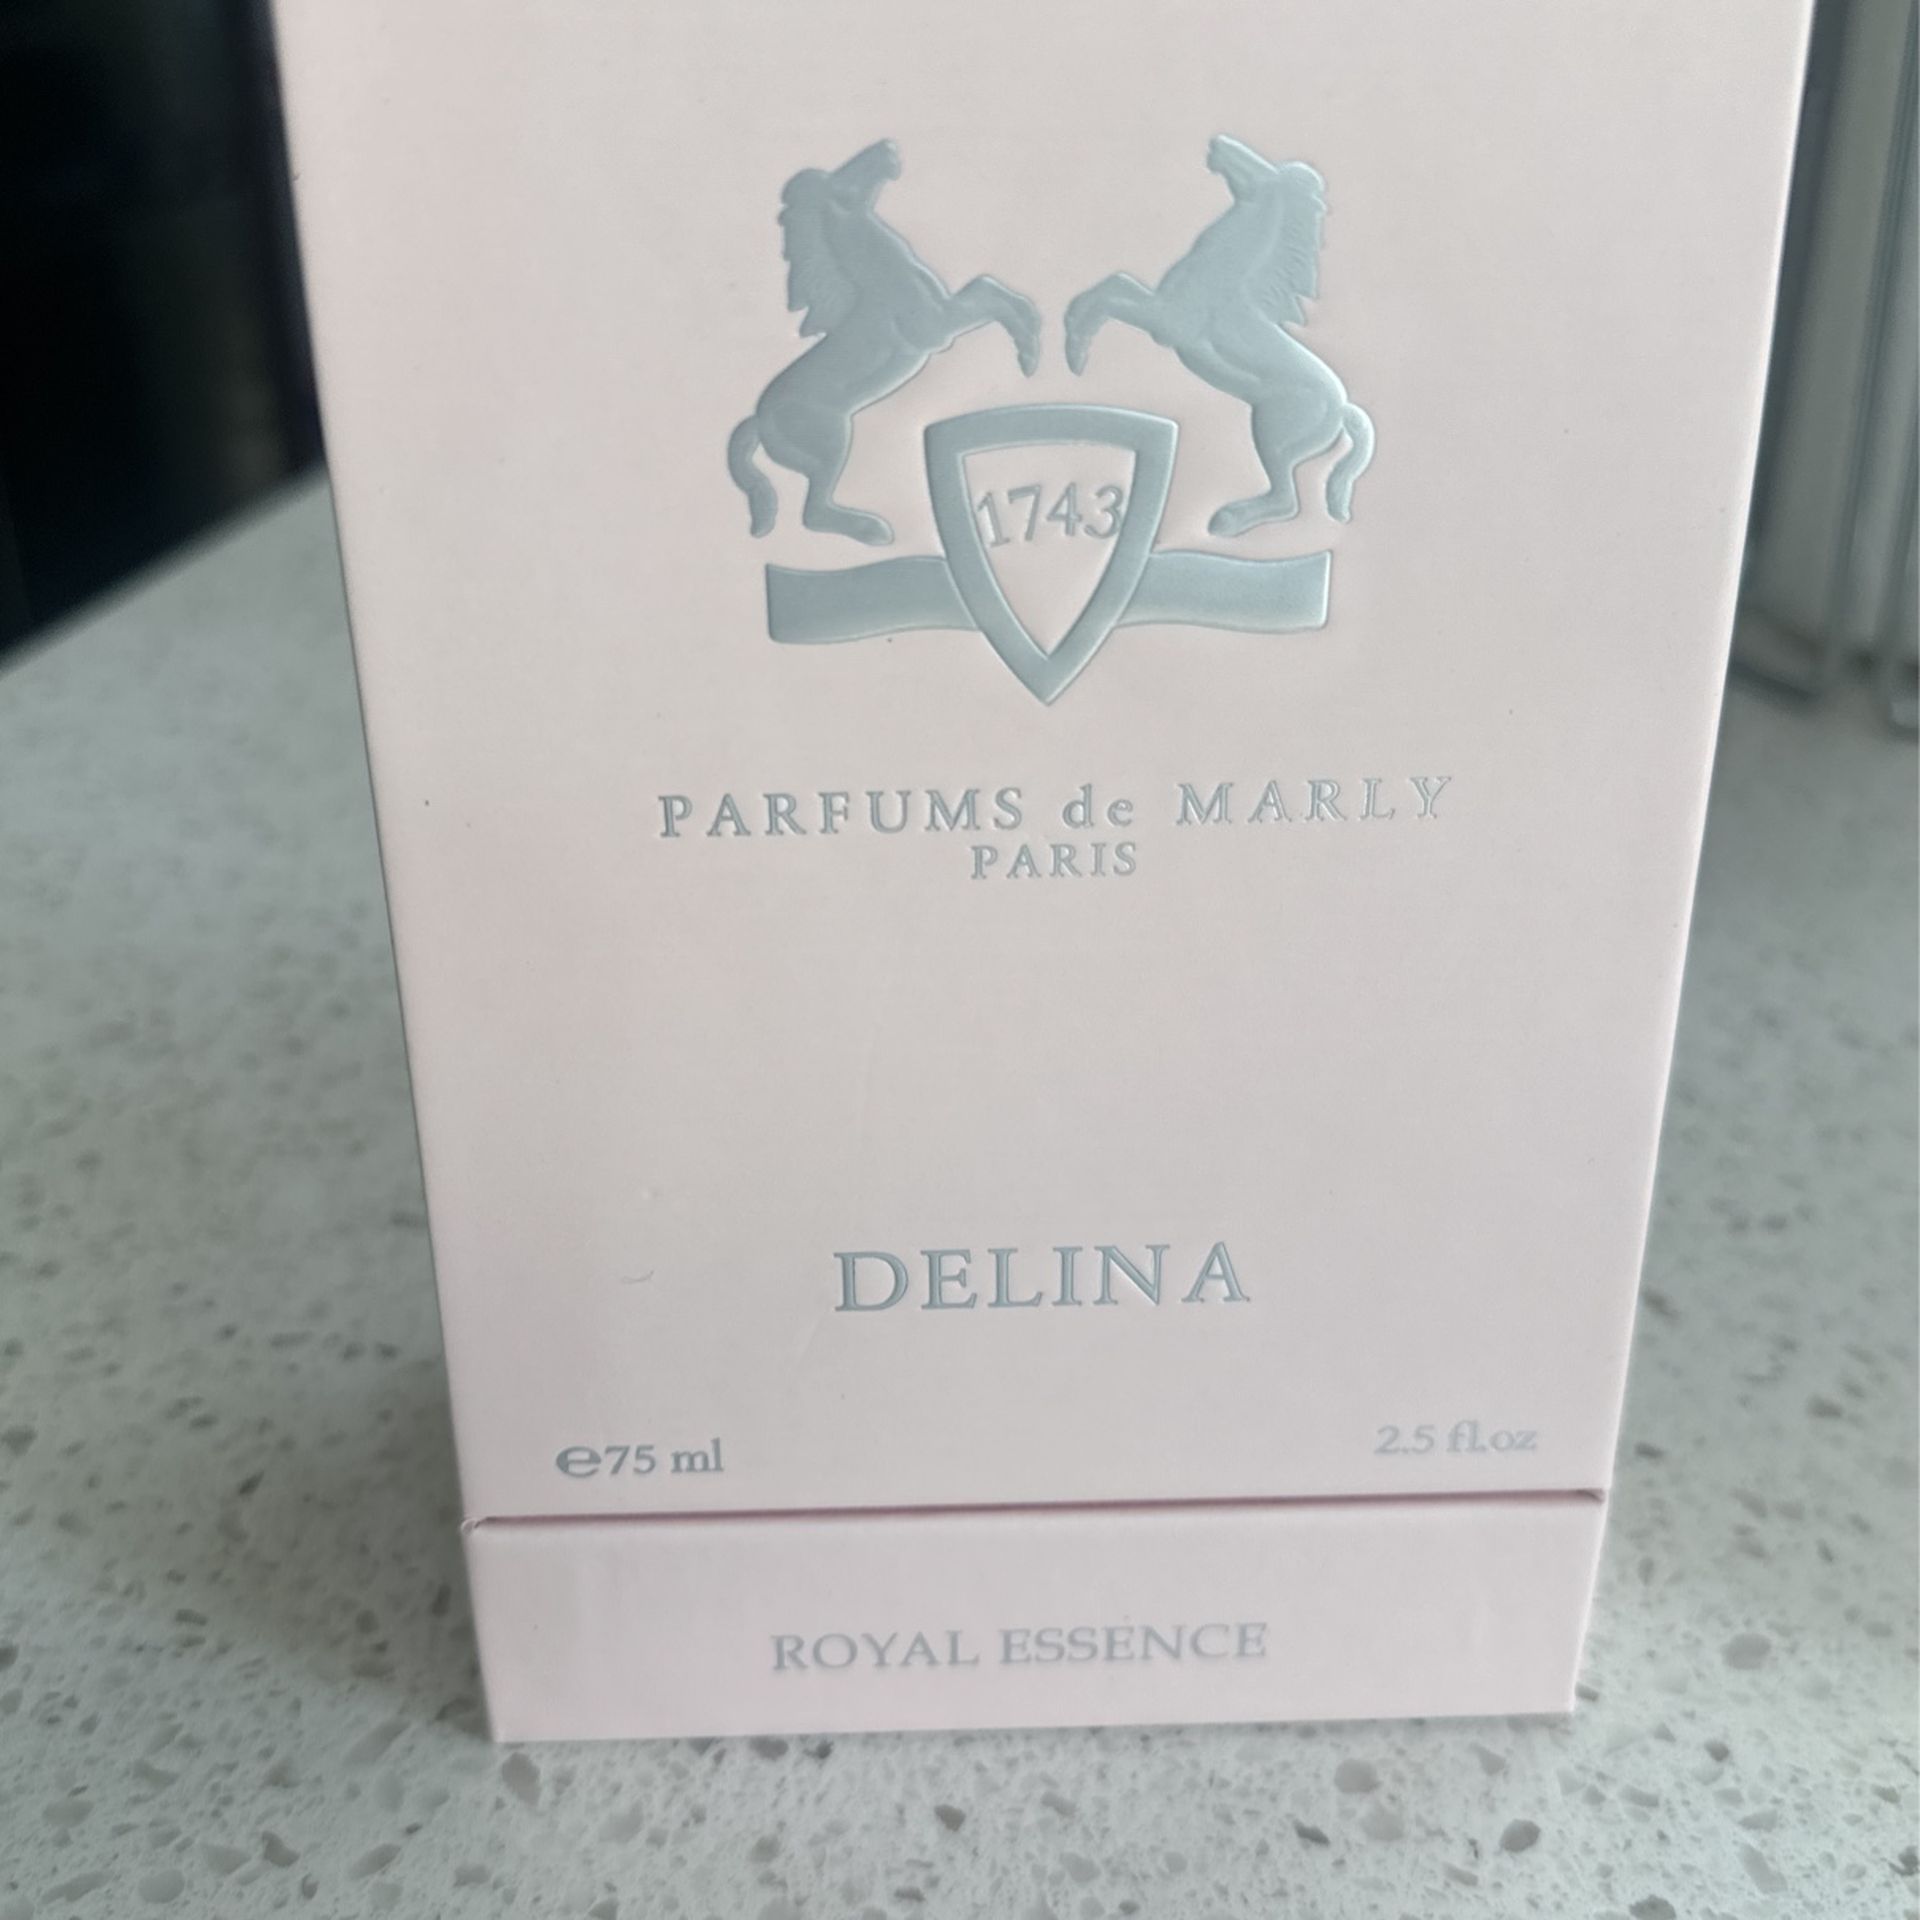 1743
PARFUMS de MARLY
PARIS
DELINA
℮75 ml
2.5 fl.oz
ROYAL ESSENCE